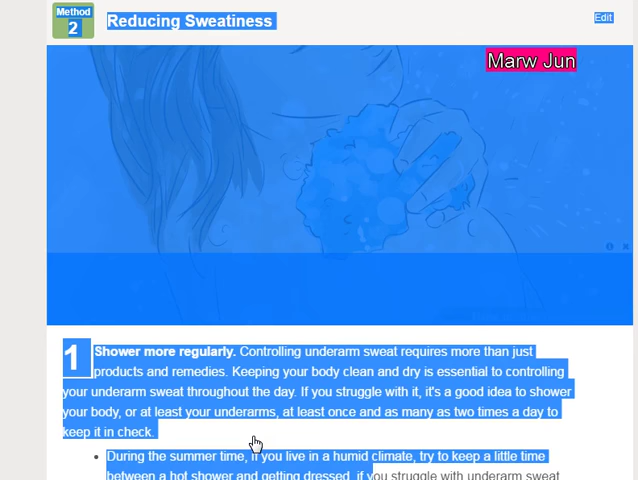 Method
2
Reducing Sweatiness
Edit
Marw Jun
1
Shower more regularly. Controlling underarm sweat requires more than just
products and remedies. Keeping your body clean and dry is essential to controlling
your underarm sweat throughout the day. If you struggle with it, it's a good idea to shower
your body, or at least your underarms, at least once and as many as two times a day to
keep it in check.
• During the summer time, if you live in a humid climate, try to keep a little time
between a hot shower and getting dressed, if you struggle with underarm sweat